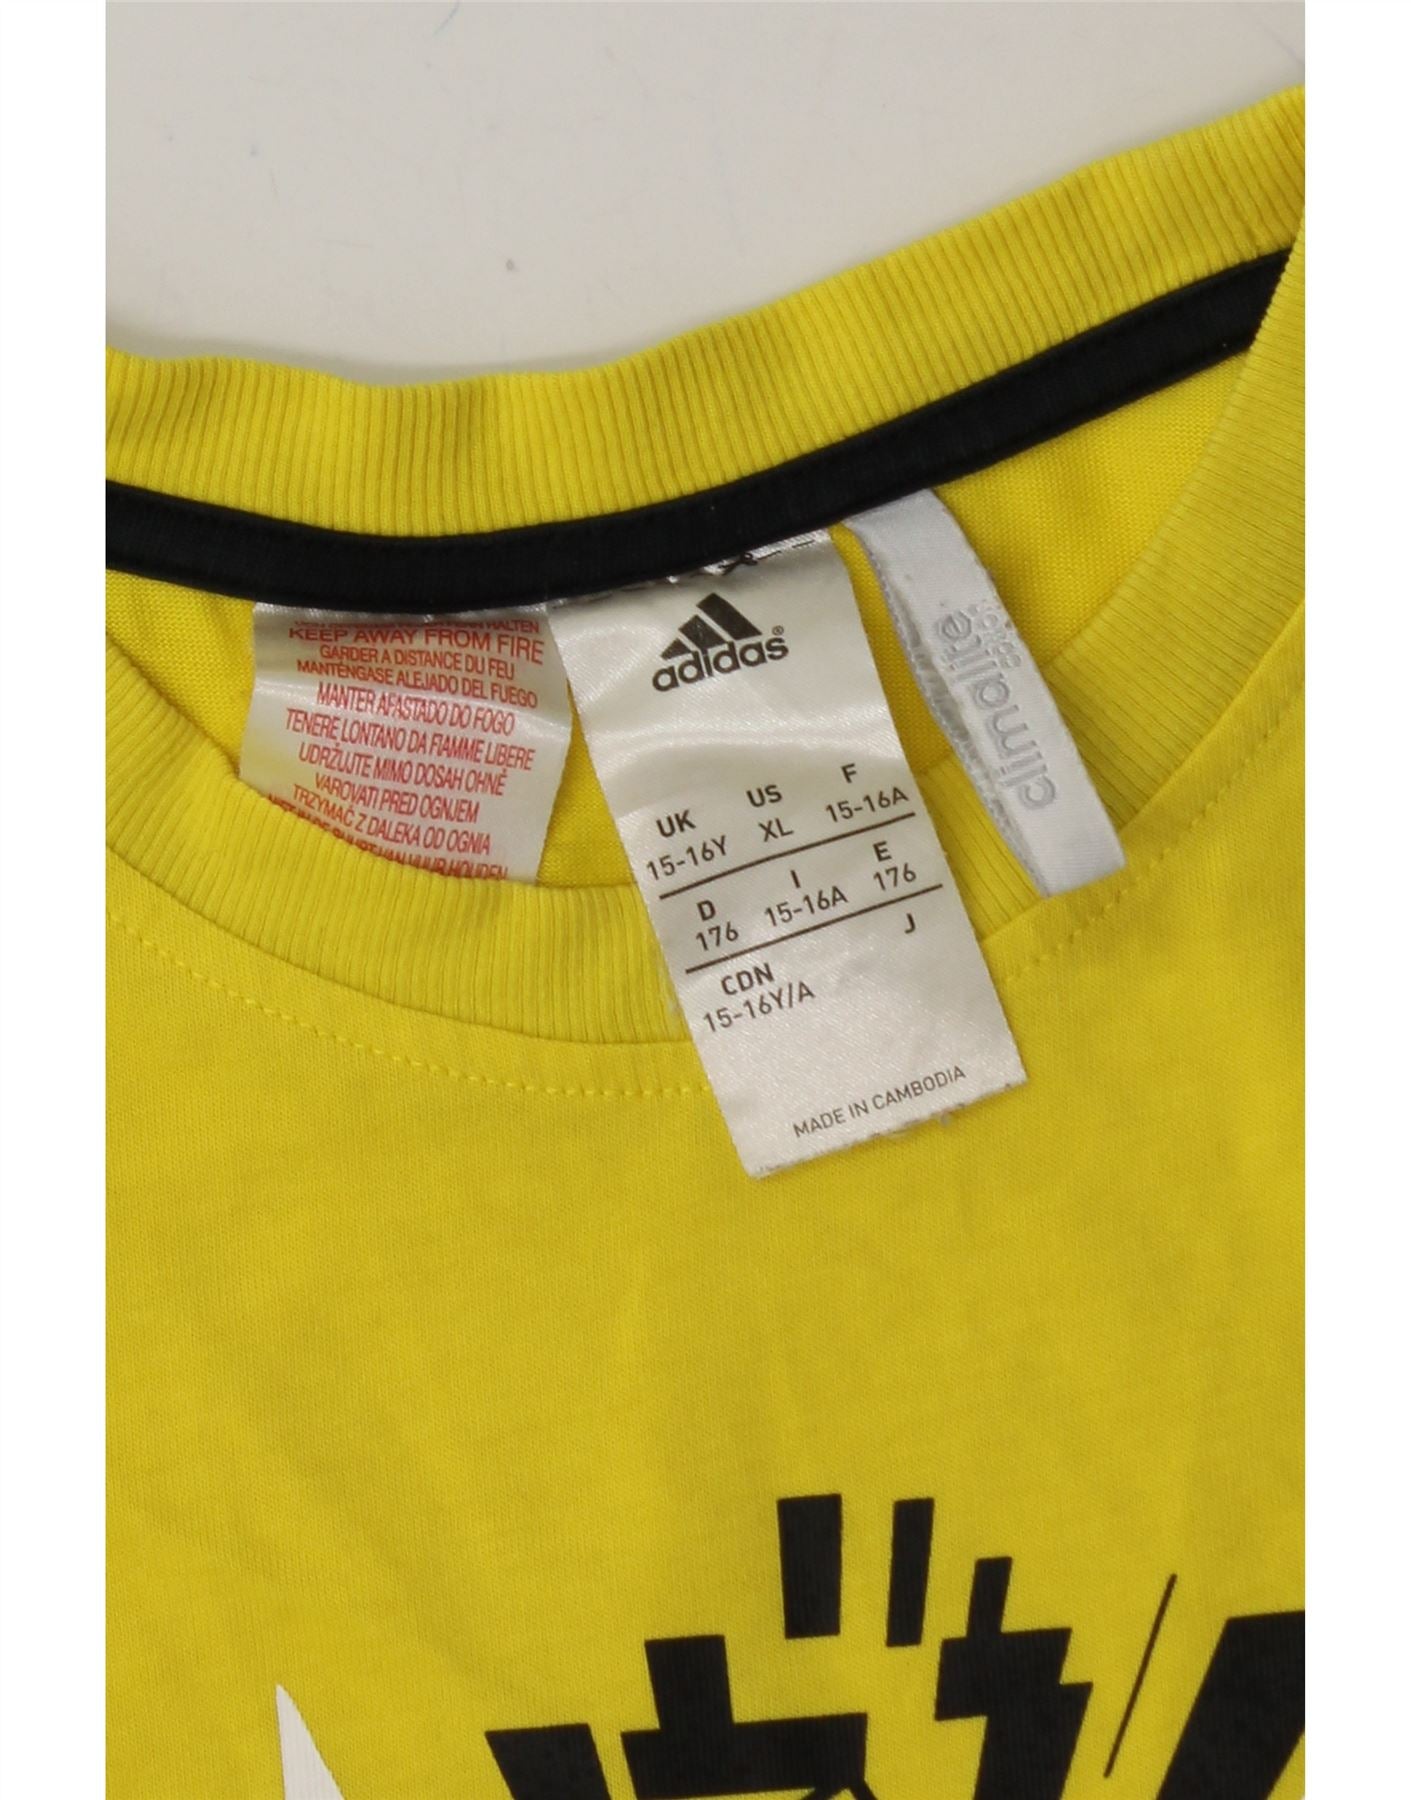 KEEP AWAY FROM FIRE
GARDER A DISTANCE DU FEU
MANTÉNGASE ALEJADO DEL FUEGO
MANTER AFASTADO DO FOGO
TENERE LONTANO DA FIAMME LIBERE
UDRŽUJTE MIMO DOSAH OHNĚ
VAROVATI PRED OGNJEM
TRZYMAĆ Z DALEKA OD OGNIA
adidas®
UK US F
15-16Y XL 15-16A
D I E
176 15-16A 176
CDN J
15-16Y/A
MADE IN CAMBODIA
climalite
cotton